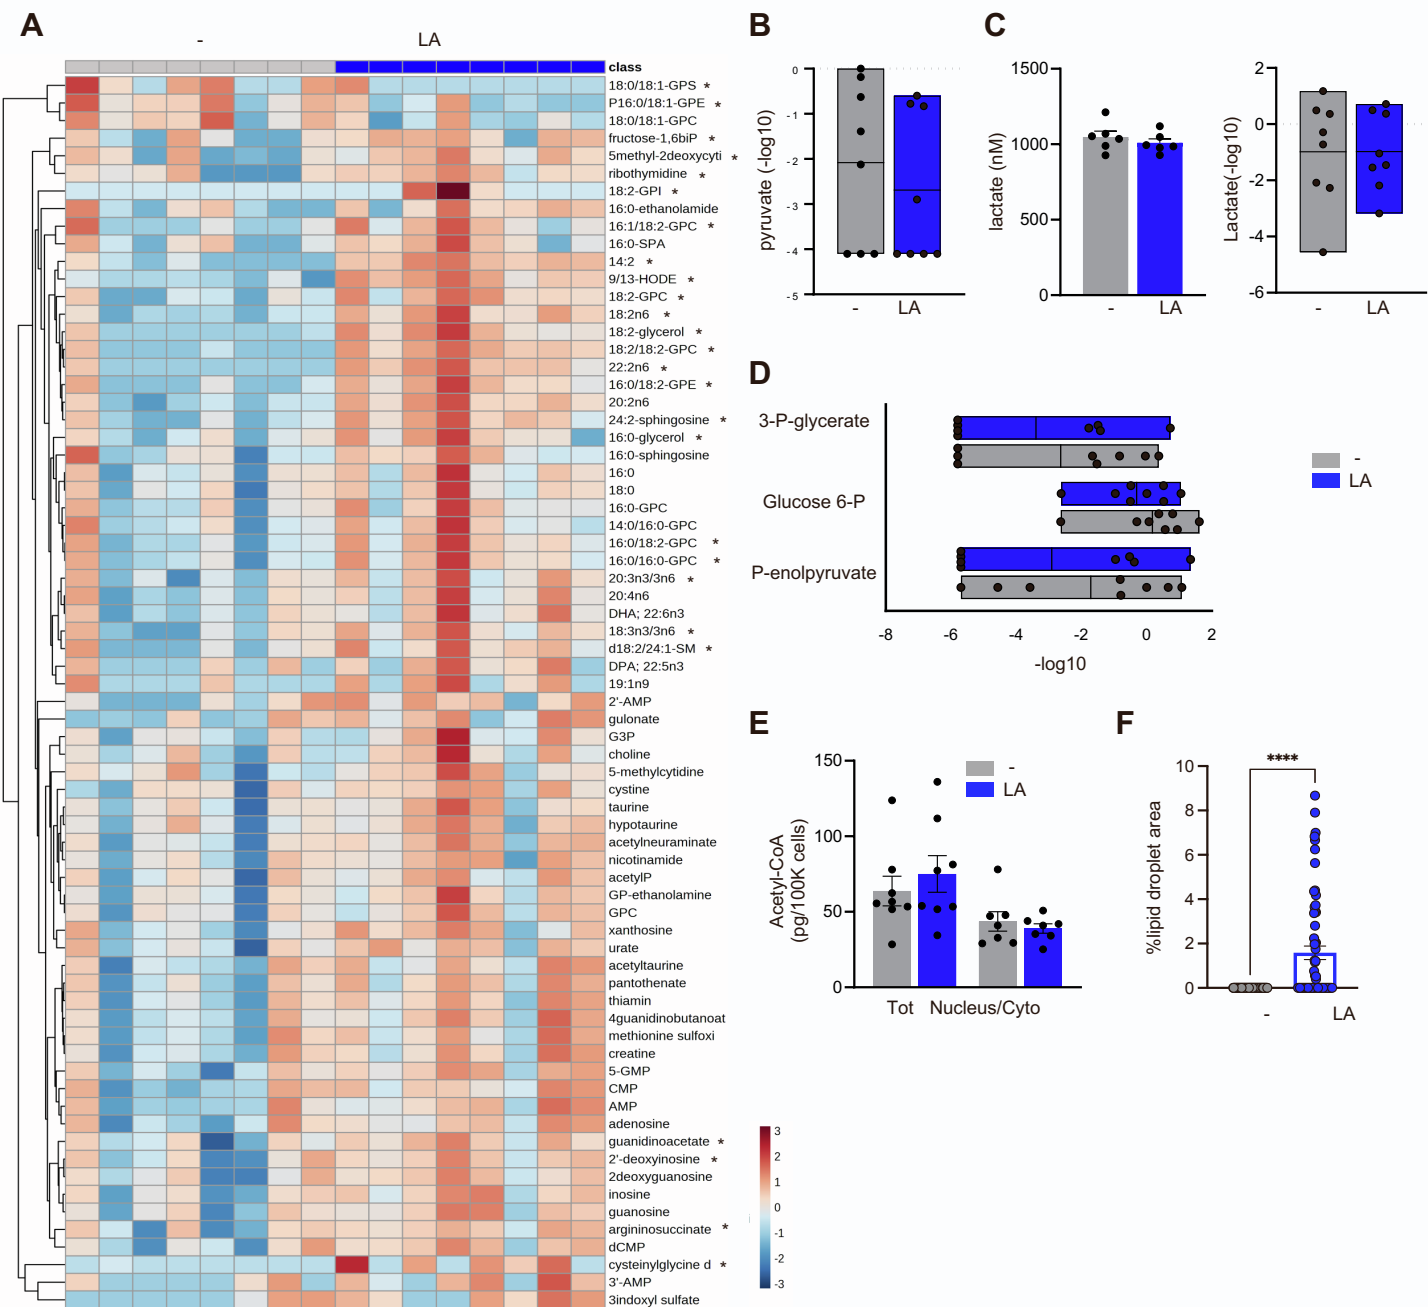 A
-
LA
class
18:0/18:1-GPS *
P16:0/18:1-GPE *
18:0/18:1-GPC
fructose-1,6biP *
5methyl-2deoxycyti *
ribothymidine *
18:2-GPI *
16:0-ethanolamide
16:1/18:2-GPC *
16:0-SPA
14:2 *
9/13-HODE *
18:2-GPC *
18:2n6 *
18:2-glycerol *
18:2/18:2-GPC *
22:2n6 *
16:0/18:2-GPE *
20:2n6
24:2-sphingosine *
16:0-glycerol *
16:0-sphingosine
16:0
18:0
16:0-GPC
14:0/16:0-GPC
16:0/18:2-GPC *
16:0/16:0-GPC *
20:3n3/3n6 *
20:4n6
DHA; 22:6n3
18:3n3/3n6 *
d18:2/24:1-SM *
DPA; 22:5n3
19:1n9
2'-AMP
gulonate
G3P
choline
5-methylcytidine
cystine
taurine
hypotaurine
acetylneuraminate
nicotinamide
acetylP
GP-ethanolamine
GPC
xanthosine
urate
acetyltaurine
pantothenate
thiamin
4guanidinobutanoat
methionine sulfoxi
creatine
5-GMP
CMP
AMP
adenosine
guanidinoacetate *
2'-deoxyinosine *
2deoxyguanosine
inosine
guanosine
argininosuccinate *
dCMP
cysteinylglycine d *
3'-AMP
3indoxyl sulfate
3
2
1
0
-1
-2
-3
B
pyruvate (-log10)
0
-1
-2
-3
-4
-5
-
LA
C
lactate (nM)
1500
1000
500
0
-
LA
Lactate(-log10)
2
0
-2
-4
-6
-
LA
D
3-P-glycerate
Glucose 6-P
P-enolpyruvate
-8
-6
-4
-2
0
2
-log10
-
LA
E
Acetyl-CoA
(pg/100K cells)
150
100
50
0
-
LA
Tot
Nucleus/Cyto
F
%lipid droplet area
10
8
6
4
2
0
****
-
LA